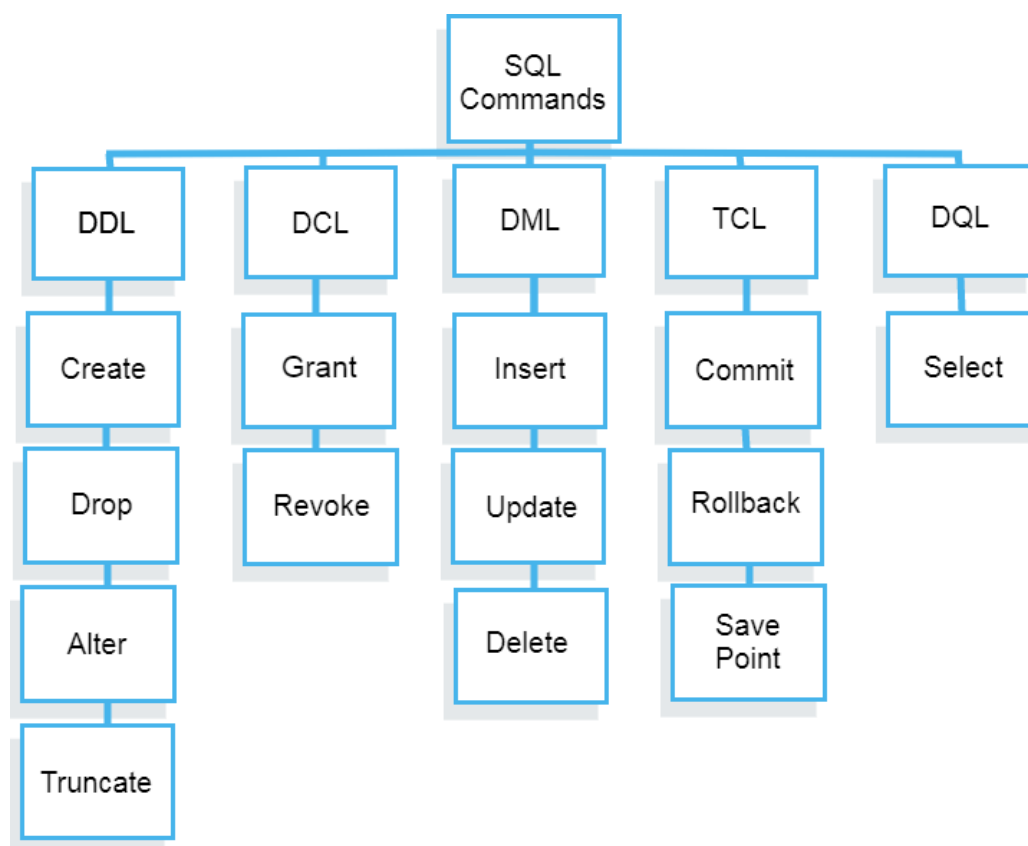 SQL
Commands
DDL
DCL
DML
TCL
DQL
Create
Grant
Insert
Commit
Select
Drop
Revoke
Update
Rollback
Alter
Delete
Save
Point
Truncate